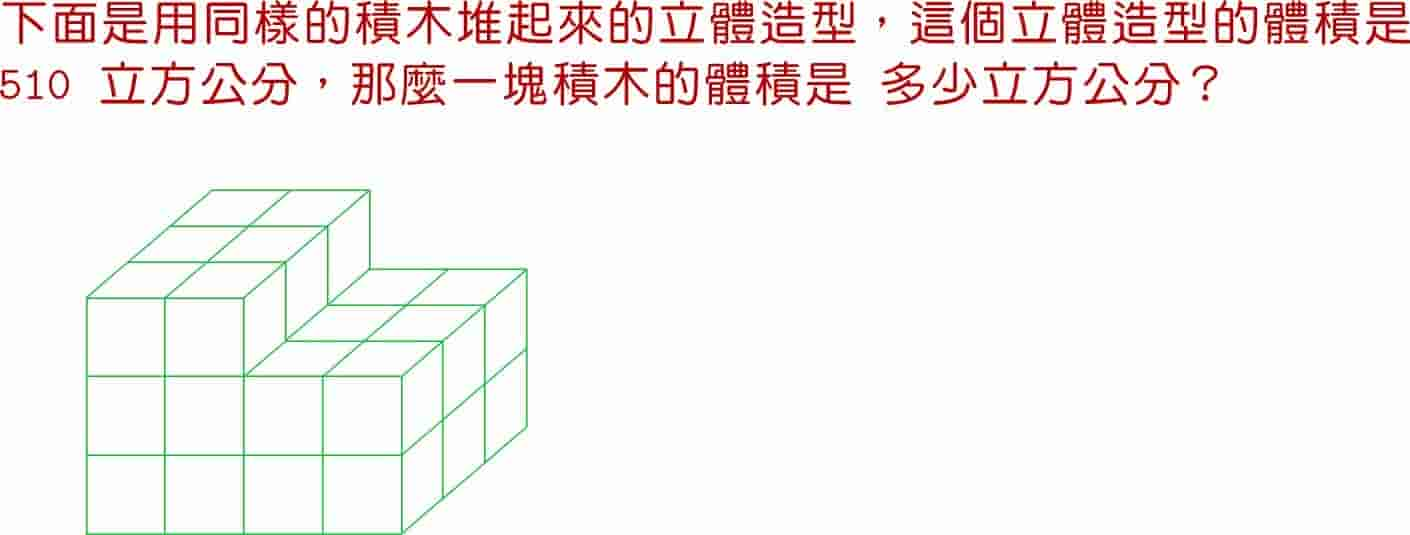 下面是用同樣的積木堆起來的立體造型，這個立體造型的體積是
510 立方公分，那麼一塊積木的體積是 多少立方公分？